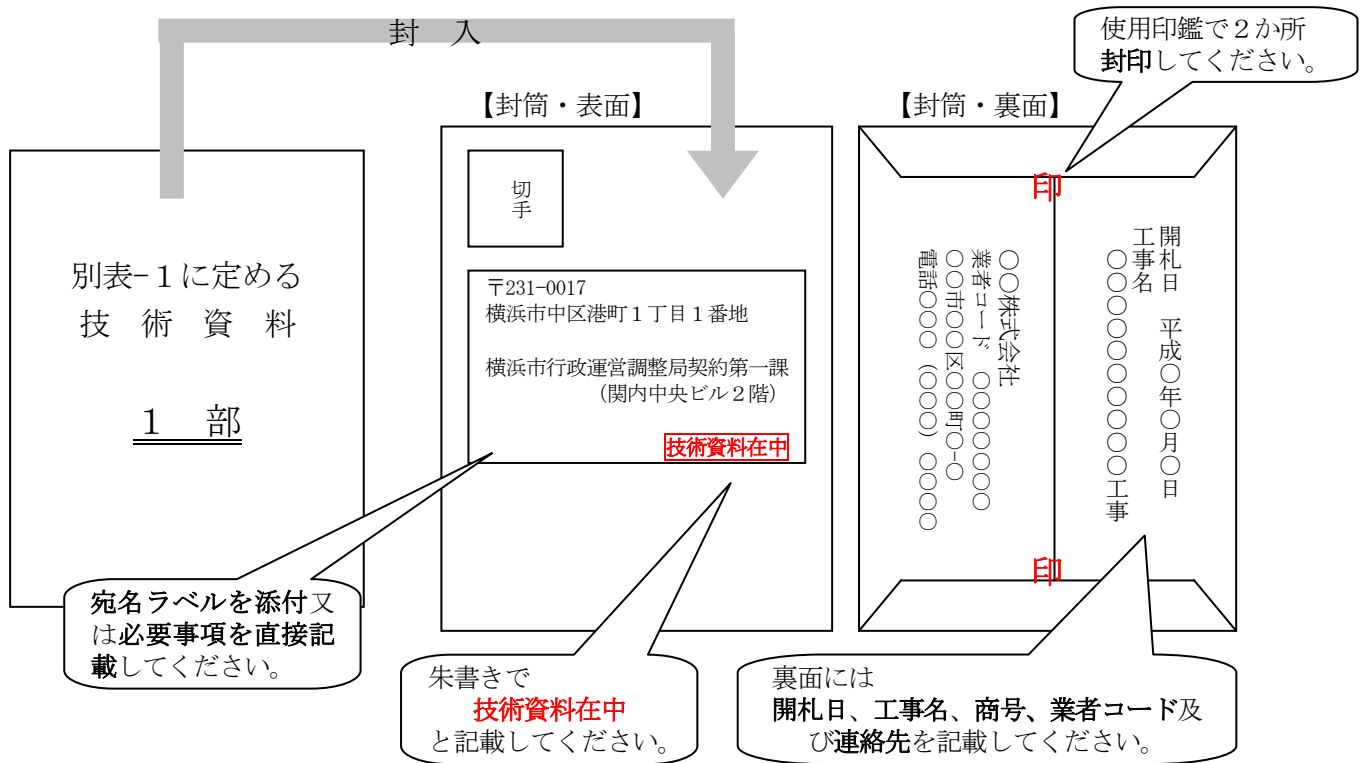 封　入
使用印鑑で２か所
封印してください。
【封筒・表面】
【封筒・裏面】
別表-１に定める
技　術　資　料
１　部
切手
〒231-0017
横浜市中区港町１丁目１番地
横浜市行政運営調整局契約第一課
(関内中央ビル２階)
技術資料在中
印
開札日　平成○年○月○日
工事名
○○○○○○○○○○工事
○○株式会社
業者コード　○○○○○○○
○○市○○区○○町○-○
電話○○○（○○○）○○○○
印
宛名ラベルを添付又
は必要事項を直接記
載してください。
朱書きで
技術資料在中
と記載してください。
裏面には
開札日、工事名、商号、業者コード及
び連絡先を記載してください。